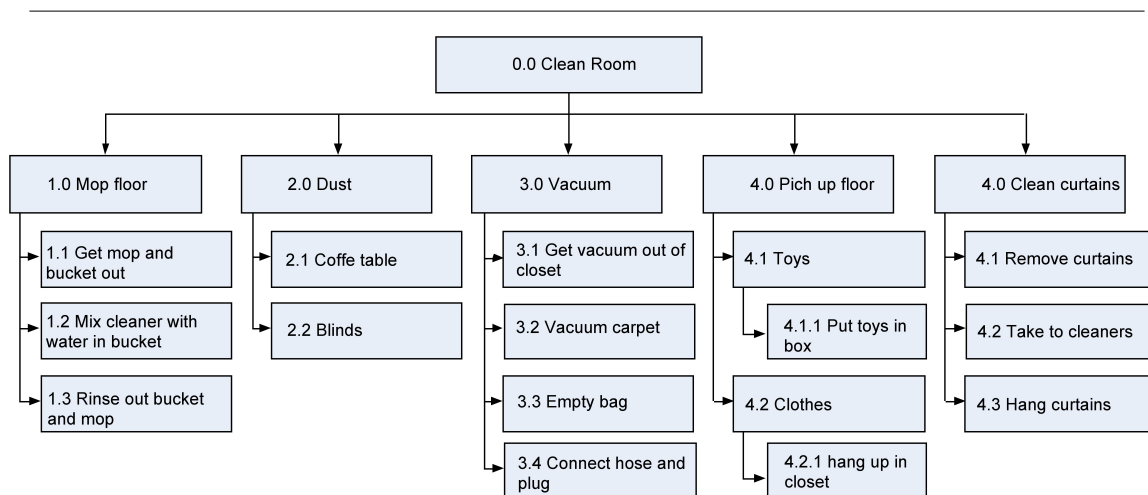 0.0 Clean Room
1.0 Mop floor
1.1 Get mop and
bucket out
1.2 Mix cleaner with
water in bucket
1.3 Rinse out bucket
and mop
2.0 Dust
2.1 Coffe table
2.2 Blinds
3.0 Vacuum
3.1 Get vacuum out of
closet
3.2 Vacuum carpet
3.3 Empty bag
3.4 Connect hose and
plug
4.0 Pich up floor
4.1 Toys
4.1.1 Put toys in
box
4.2 Clothes
4.2.1 hang up in
closet
4.0 Clean curtains
4.1 Remove curtains
4.2 Take to cleaners
4.3 Hang curtains